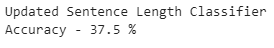 Updated Sentence Length Classifier
Accuracy - 37.5 %